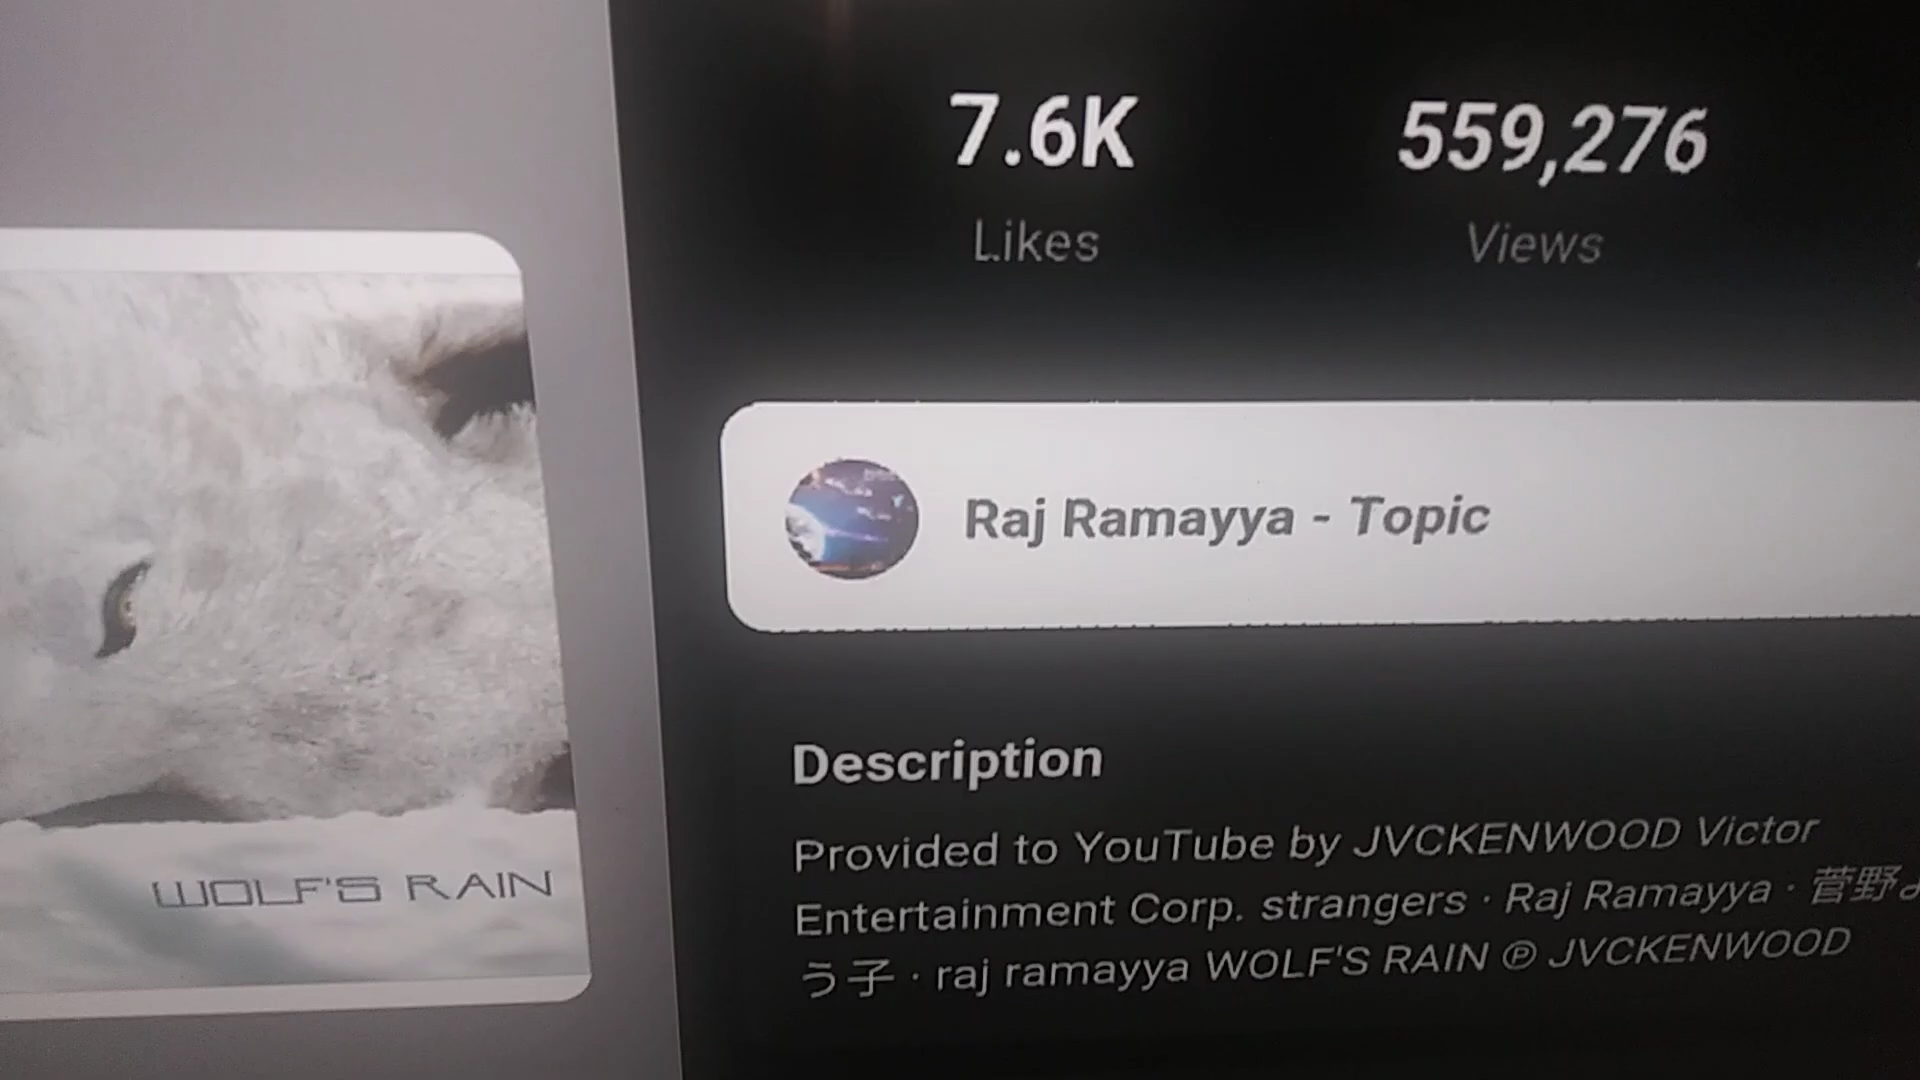 7.6K
559,276
Likes
Views
Raj Ramayya - Topic
Description
Provided to YouTube by JVCKENWOOD Victor
Entertainment Corp. strangers · Raj Ramayya · 菅野よ
う子 · raj ramayya WOLF'S RAIN ℗ JVCKENWOOD
WOLF'S RAIN